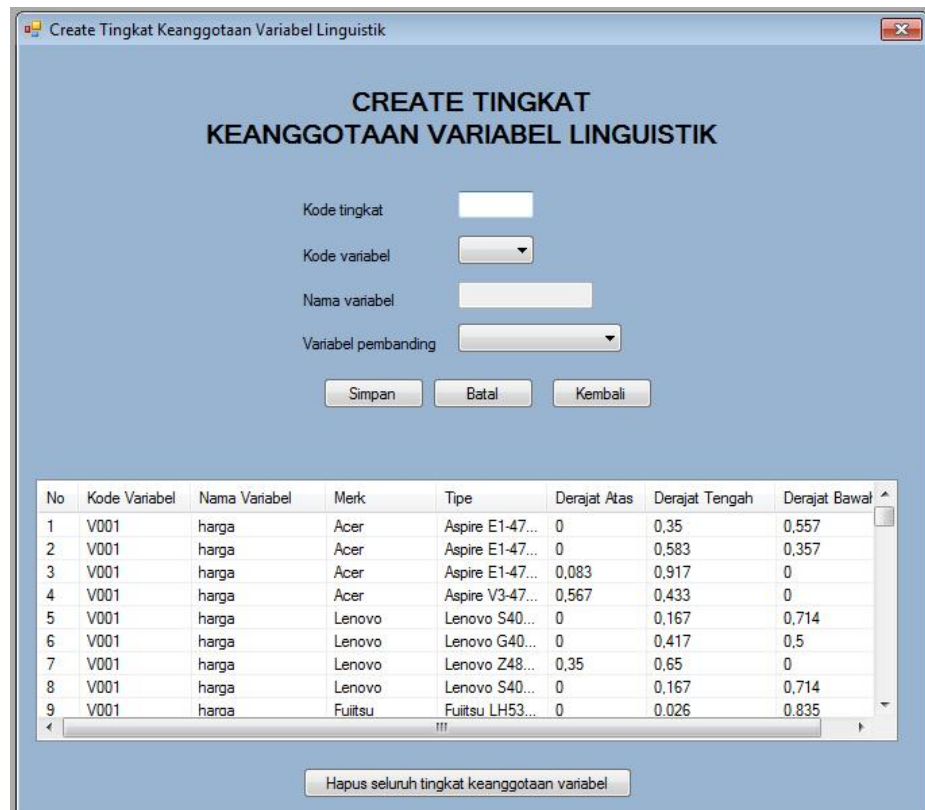 Create Tingkat Keanggotaan Variabel Linguistik
CREATE TINGKAT
KEANGGOTAAN VARIABEL LINGUISTIK
Kode tingkat
Kode variabel
Nama variabel
Variabel pembanding
Simpan Batal Kembali
No Kode Variabel Nama Variabel Merk Tipe Derajat Atas Derajat Tengah Derajat Bawah
1 V001 harga Acer Aspire E1-47... 0 0,35 0,557
2 V001 harga Acer Aspire E1-47... 0 0,583 0,357
3 V001 harga Acer Aspire E1-47... 0,083 0,917 0
4 V001 harga Acer Aspire V3-47... 0,567 0,433 0
5 V001 harga Lenovo Lenovo S40... 0 0,167 0,714
6 V001 harga Lenovo Lenovo G40... 0 0,417 0,5
7 V001 harga Lenovo Lenovo Z48... 0,35 0,65 0
8 V001 harga Lenovo Lenovo S40... 0 0,167 0,714
9 V001 harga Fujitsu Fujitsu LH53... 0 0,026 0,835
Hapus seluruh tingkat keanggotaan variabel